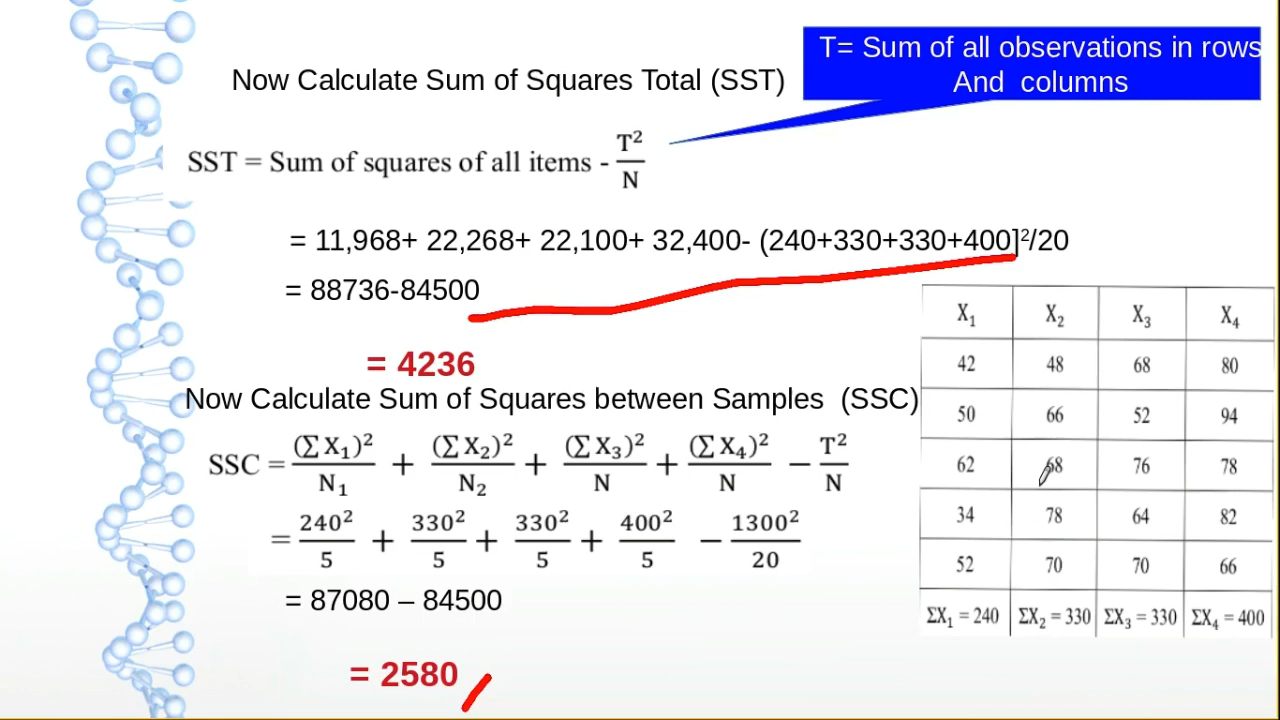 T= Sum of all observations in rows
And columns
Now Calculate Sum of Squares Total (SST)
SST = Sum of squares of all items - T²/N
= 11,968+ 22,268+ 22,100+ 32,400- (240+330+330+400]²/20
= 88736-84500
= 4236
Now Calculate Sum of Squares between Samples (SSC)
SSC = (∑X₁)²/N₁ + (∑X₂)²/N₂ + (∑X₃)²/N + (∑X₄)²/N − T²/N
= 240²/5 + 330²/5 + 330²/5 + 400²/5 − 1300²/20
= 87080 – 84500
= 2580
X₁ X₂ X₃ X₄
42 48 68 80
50 66 52 94
62 68 76 78
34 78 64 82
52 70 70 66
ΣX₁ = 240 ΣX₂ = 330 ΣX₃ = 330 ΣX₄ = 400